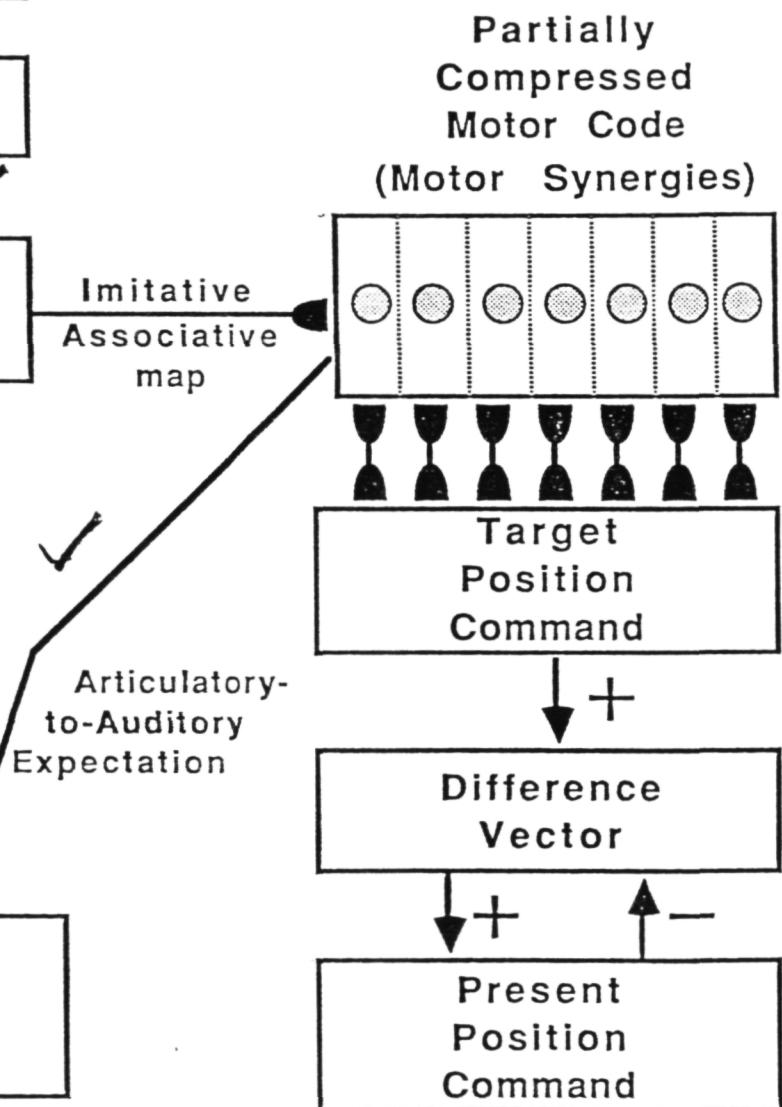 Partially
Compressed
Motor Code
(Motor Synergies)
Imitative
Associative
map
Target
Position
Command
+
Articulatory-
to-Auditory
Expectation
Difference
Vector
+ −
Present
Position
Command